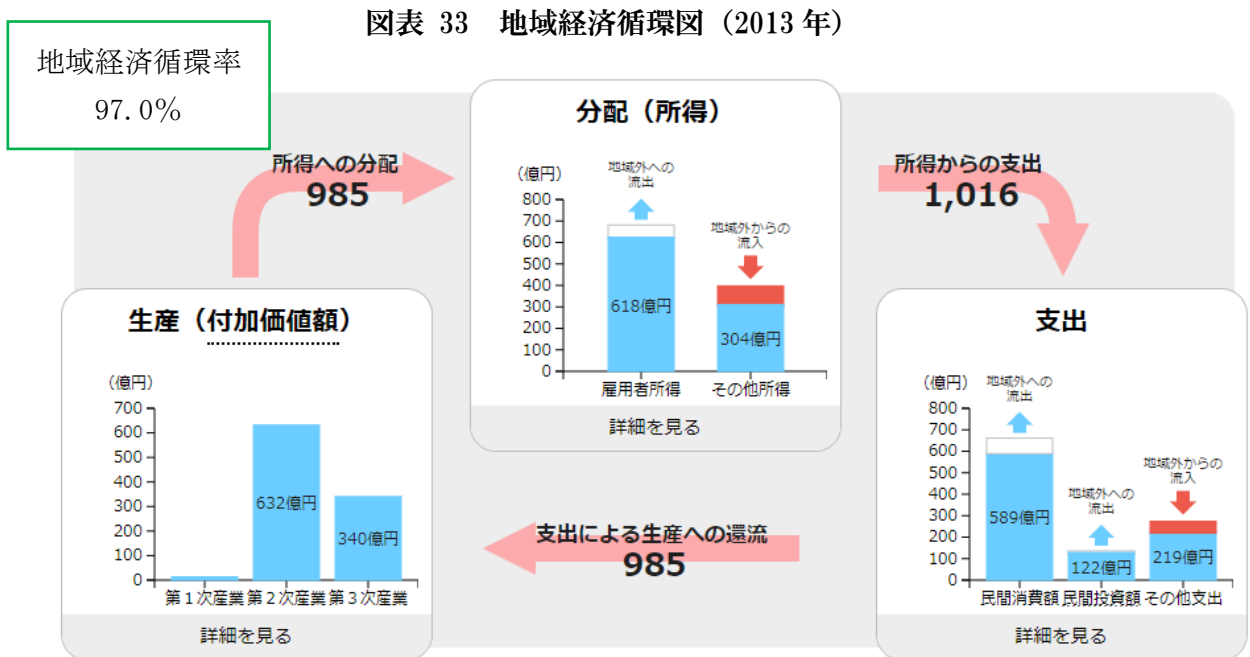 図表 33　地域経済循環図（2013 年）
地域経済循環率
97.0％
所得への分配
985
分配（所得）
（億円）
地域外への
流出
地域外からの
流入
800
700
600
500
400
300
200
100
0
618億円
304億円
雇用者所得
その他所得
詳細を見る
所得からの支出
1,016
生産（付加価値額）
（億円）
700
600
500
400
300
200
100
0
632億円
340億円
第１次産業
第２次産業
第３次産業
詳細を見る
支出による生産への還流
985
支出
（億円）
地域外への
流出
地域外への
流出
地域外からの
流入
800
700
600
500
400
300
200
100
0
589億円
122億円
219億円
民間消費額
民間投資額
その他支出
詳細を見る